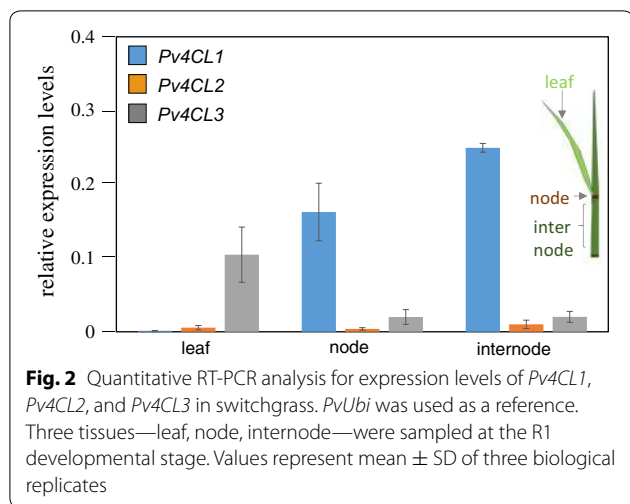 0.4
0.3
0.2
0.1
0
relative expression levels
Pv4CL1
Pv4CL2
Pv4CL3
leaf
node
inter
node
leaf
node
internode
Fig. 2 Quantitative RT-PCR analysis for expression levels of Pv4CL1,
Pv4CL2, and Pv4CL3 in switchgrass. PvUbi was used as a reference.
Three tissues—leaf, node, internode—were sampled at the R1
developmental stage. Values represent mean ± SD of three biological
replicates